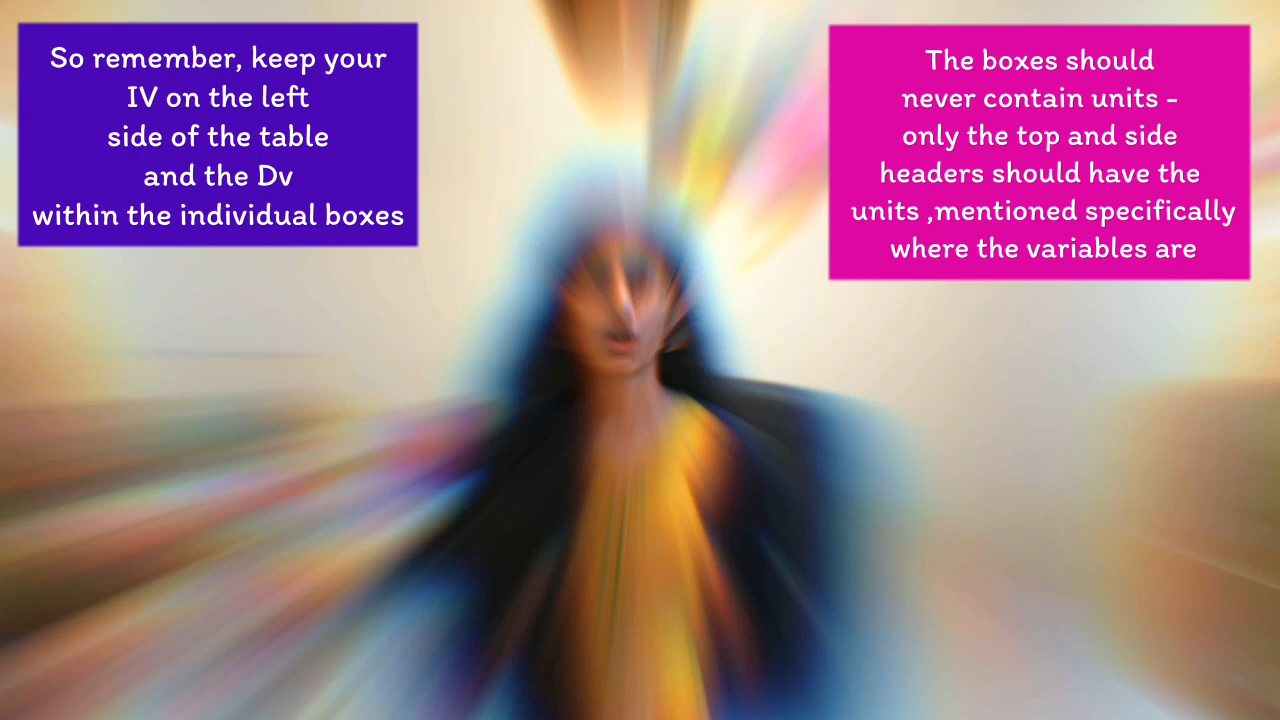 So remember, keep your
IV on the left
side of the table
and the Dv
within the individual boxes
The boxes should
never contain units -
only the top and side
headers should have the
units ,mentioned specifically
where the variables are